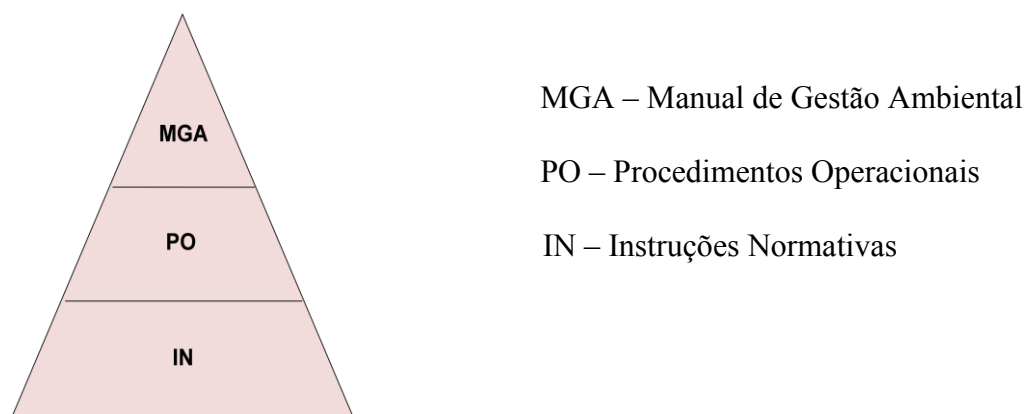 MGA
PO
IN
MGA – Manual de Gestão Ambiental
PO – Procedimentos Operacionais
IN – Instruções Normativas